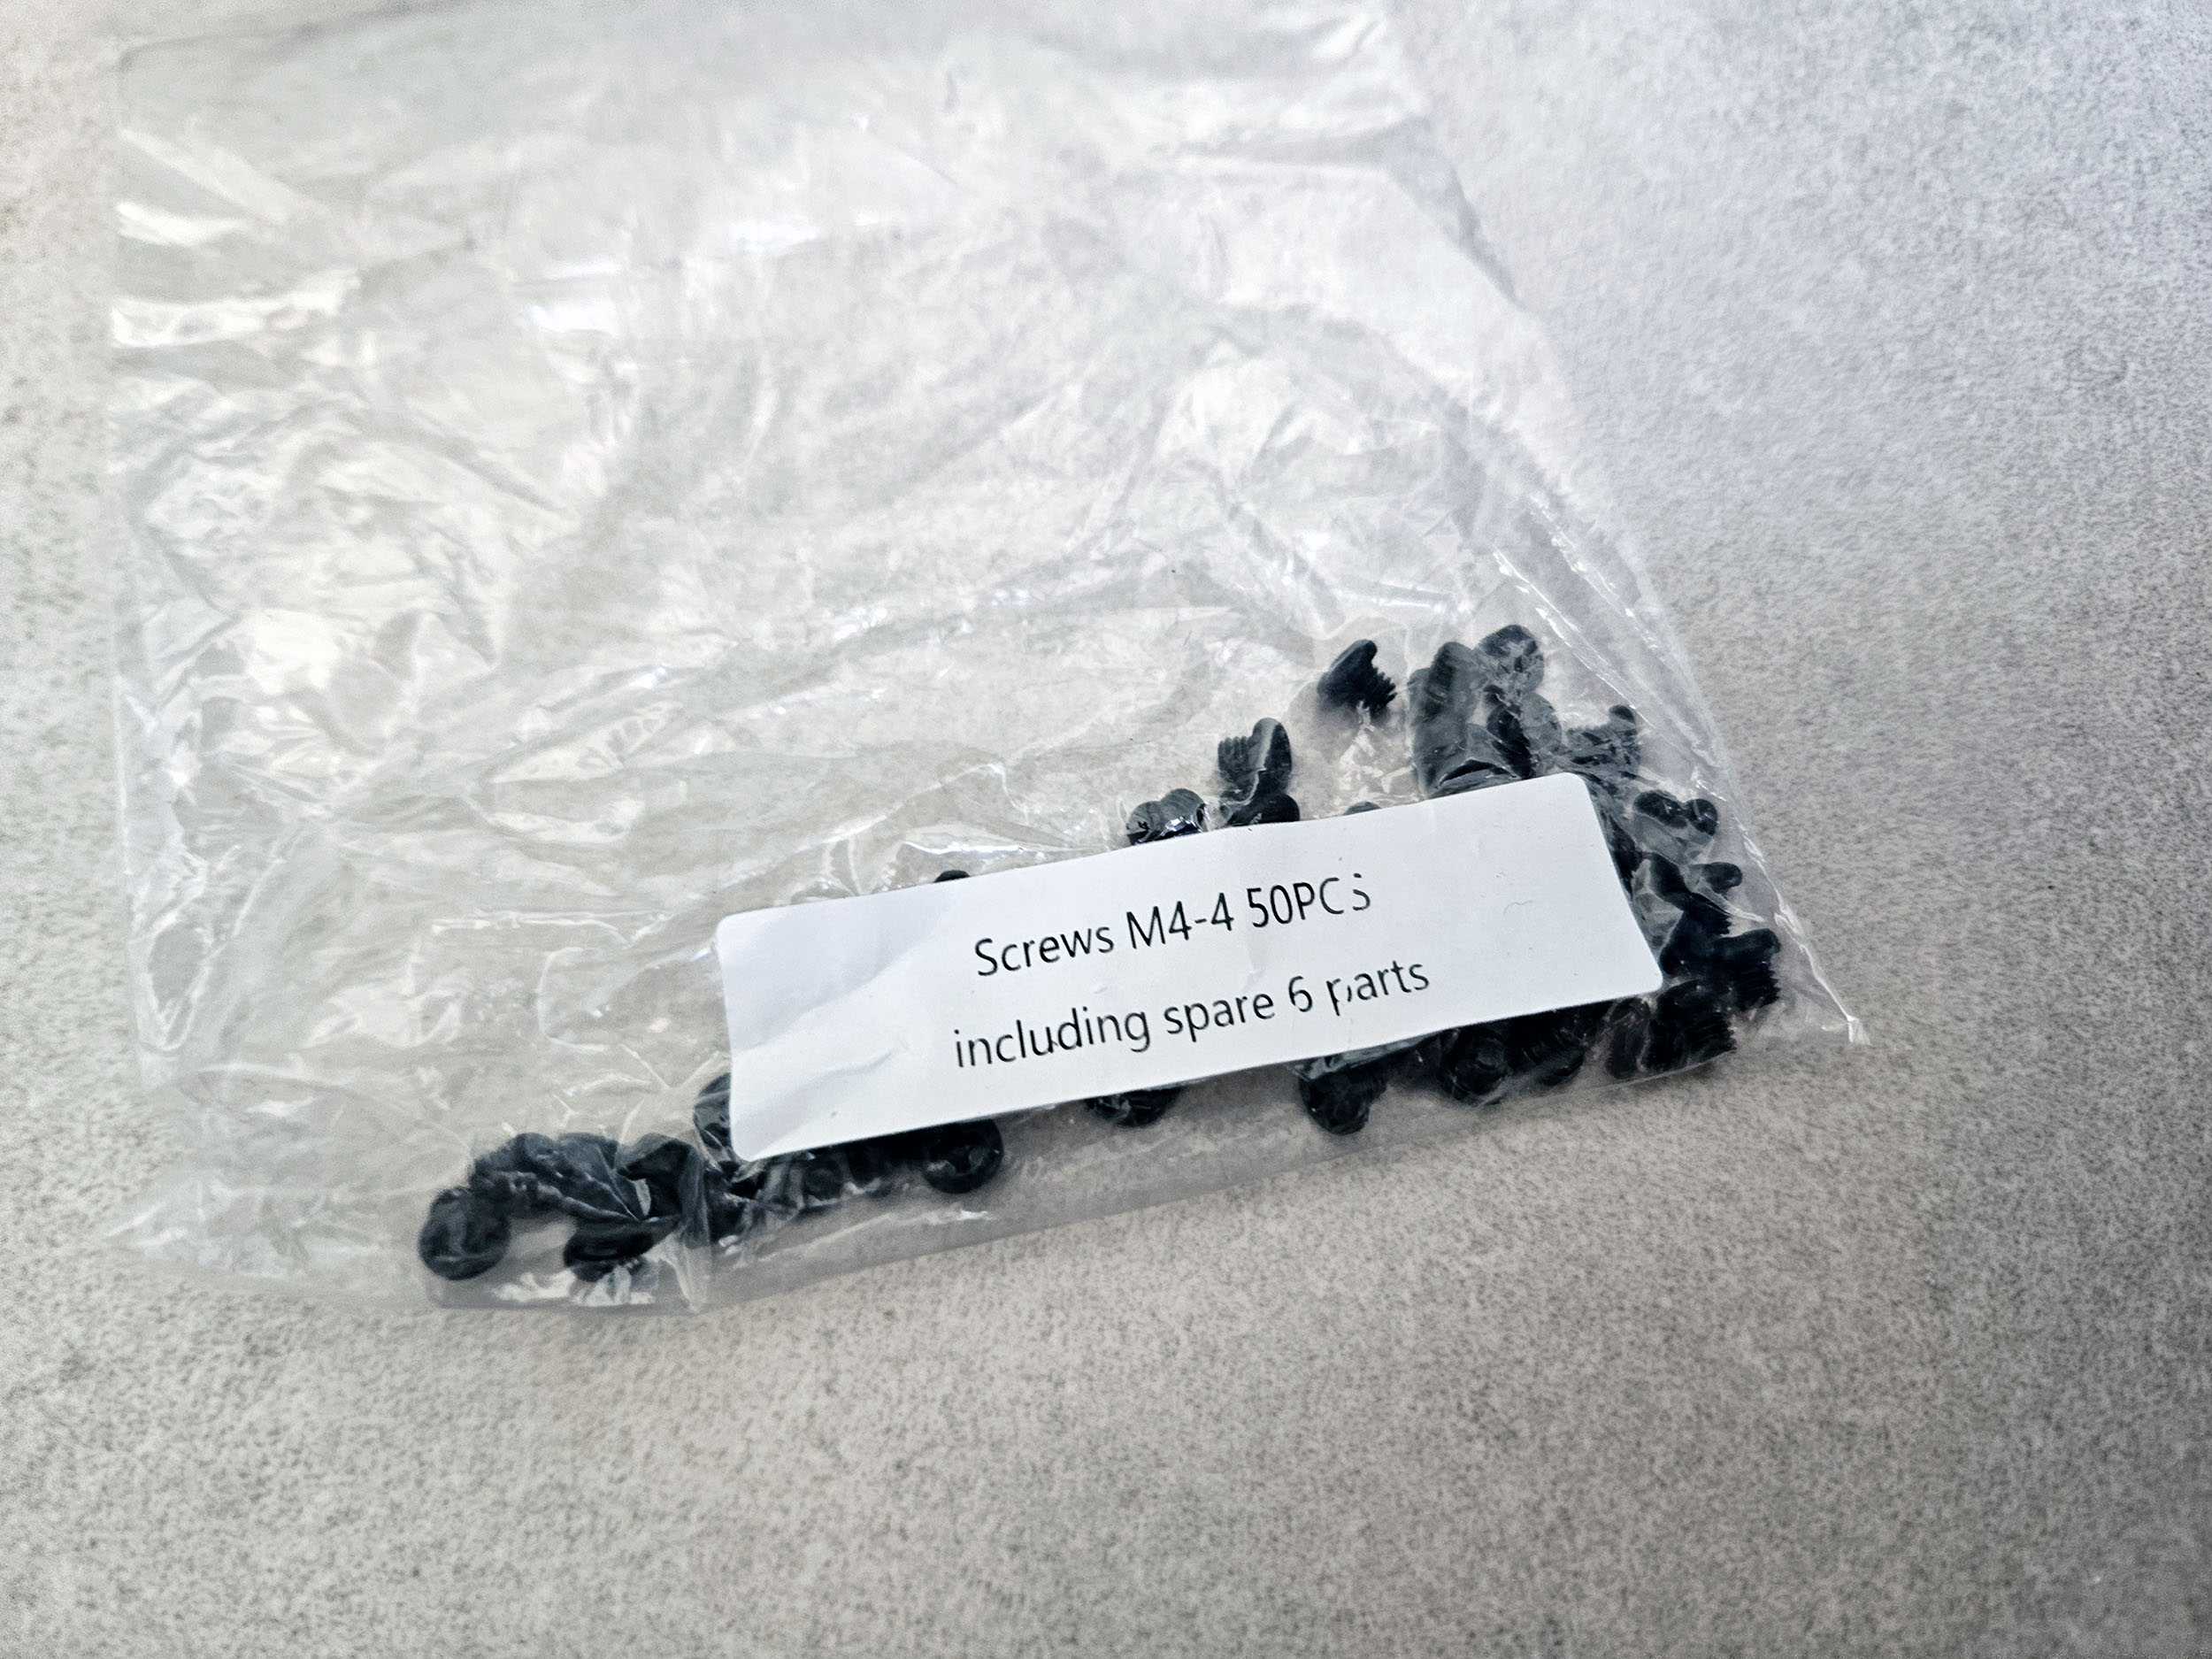 Screws M4-4 50PCS
including spare 6 parts